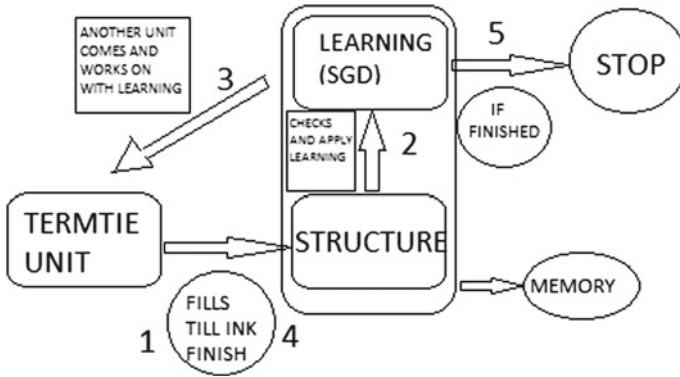 ANOTHER UNIT
COMES AND
WORKS ON
WITH LEARNING
3
LEARNING
(SGD)
5
STOP
IF
FINISHED
CHECKS
AND APPLY
LEARNING
2
TERMTIE
UNIT
STRUCTURE
MEMORY
1
FILLS
TILL INK
FINISH
4